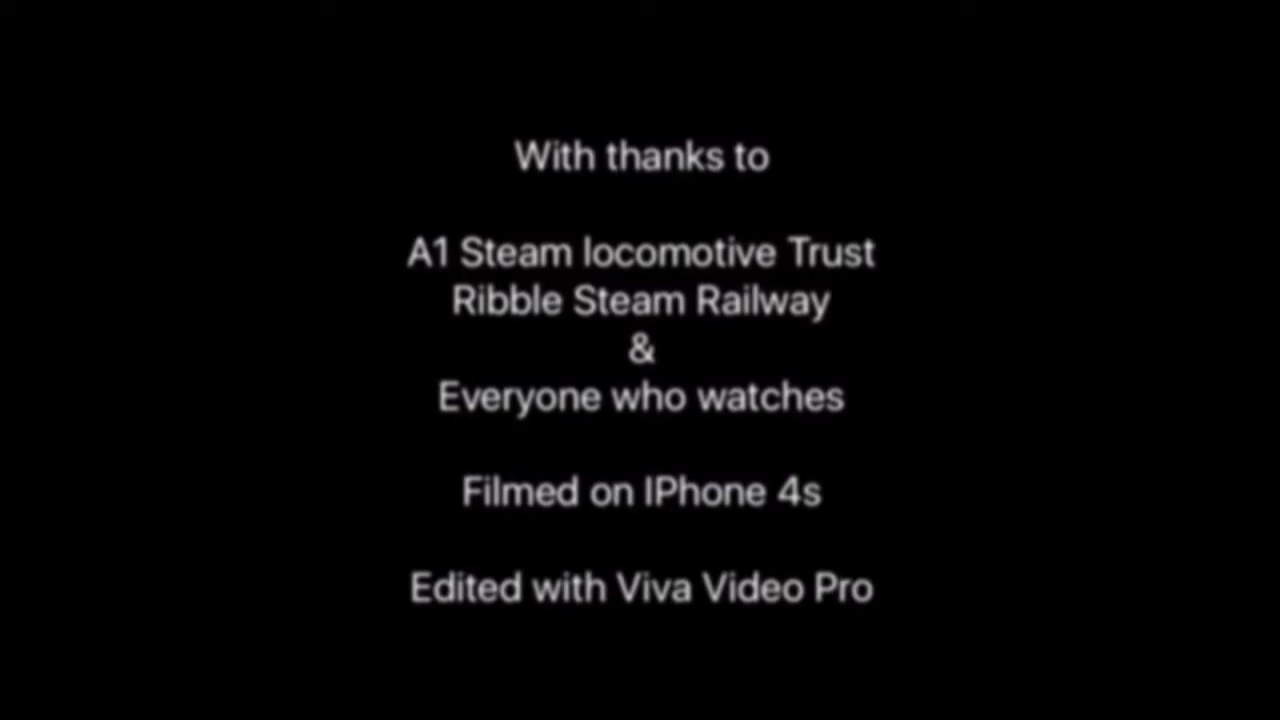 With thanks to
A1 Steam locomotive Trust
Ribble Steam Railway
&
Everyone who watches
Filmed on IPhone 4s
Edited with Viva Video Pro